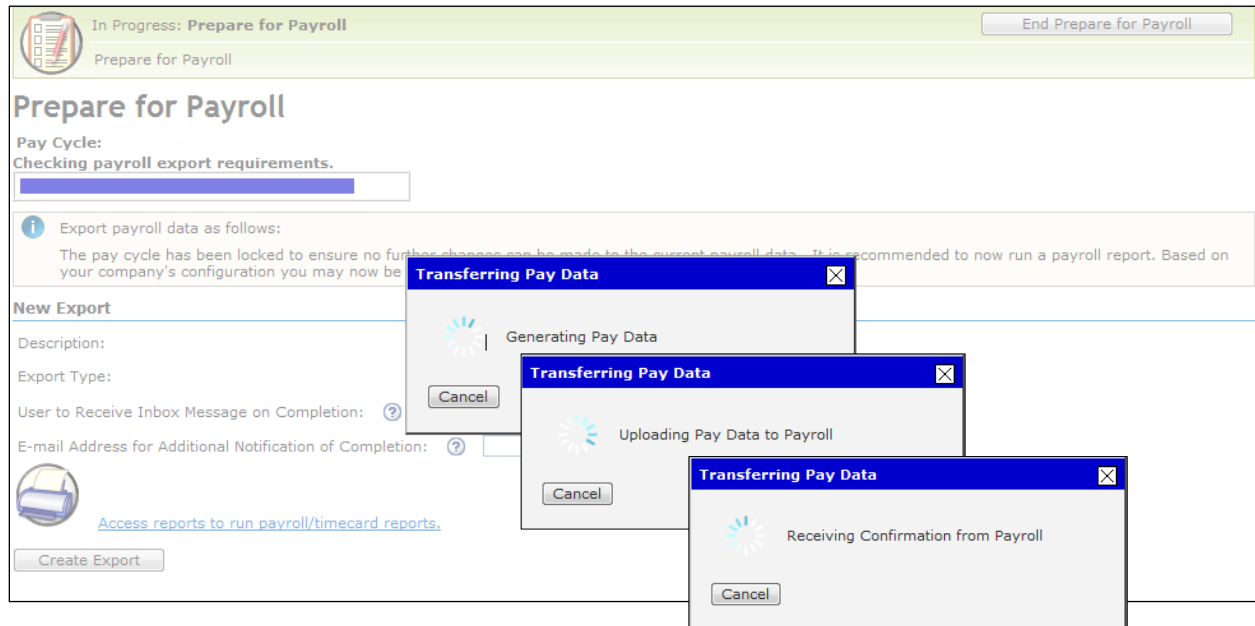 In Progress: Prepare for Payroll
End Prepare for Payroll
Prepare for Payroll
Prepare for Payroll
Pay Cycle:
Checking payroll export requirements.
Export payroll data as follows:
The pay cycle has been locked to ensure no further changes can be made to the current payroll data. It is recommended to now run a payroll report. Based on
your company's configuration you may now be
New Export
Description:
Export Type:
User to Receive Inbox Message on Completion: ?
E-mail Address for Additional Notification of Completion: ?
Access reports to run payroll/timecard reports.
Create Export
Transferring Pay Data
Generating Pay Data
Cancel
Transferring Pay Data
Uploading Pay Data to Payroll
Cancel
Transferring Pay Data
Receiving Confirmation from Payroll
Cancel